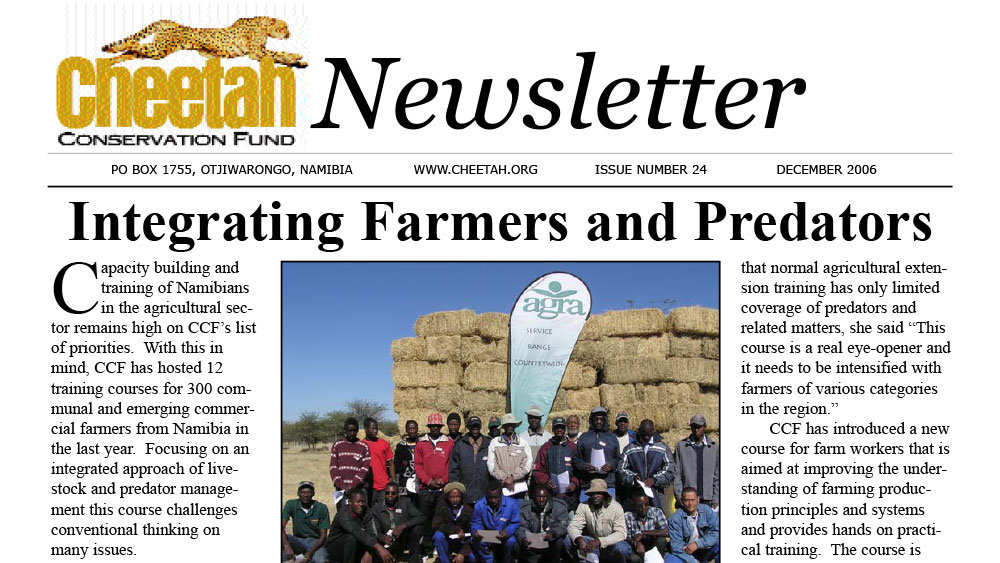 Cheetah
CONSERVATION FUND
Newsletter
PO BOX 1755, OTJIWARONGO, NAMIBIA
WWW.CHEETAH.ORG
ISSUE NUMBER 24
DECEMBER 2006
Integrating Farmers and Predators
Capacity building and
training of Namibians
in the agricultural sec-
tor remains high on CCF's list
of priorities.  With this in
mind, CCF has hosted 12
training courses for 300 com-
munal and emerging commer-
cial farmers from Namibia in
the last year.  Focusing on an
integrated approach of live-
stock and predator manage-
ment this course challenges
conventional thinking on
many issues.
agra
SERVICE
RANGE
COUNTRYWIDE
that normal agricultural exten-
sion training has only limited
coverage of predators and
related matters, she said “This
course is a real eye-opener and
it needs to be intensified with
farmers of various categories
in the region.”
CCF has introduced a new
course for farm workers that is
aimed at improving the under-
standing of farming produc-
tion principles and systems
and provides hands on practi-
cal training.  The course is